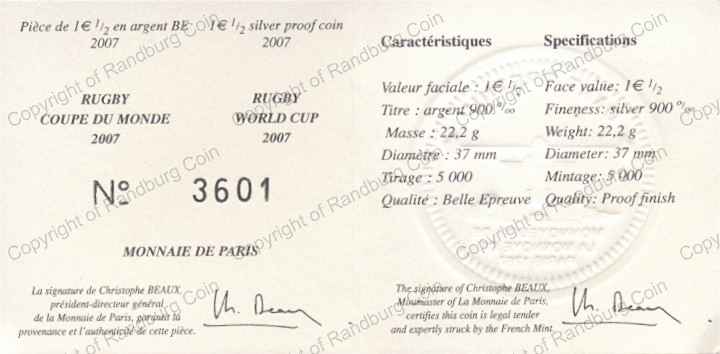 Pièce de 1€ 1/2 en argent BE
2007
1€ 1/2 silver proof coin
2007
RUGBY
COUPE DU MONDE
2007
RUGBY
WORLD CUP
2007
Nº 3601
MONNAIE DE PARIS
La signature de Christophe BEAUX,
président-directeur général
de la Monnaie de Paris, garantit la
provenance et l'authenticité de cette pièce.
Ch. Beaux
Caractéristiques
Valeur faciale : 1€ 1/2
Titre : argent 900 ‰
Masse : 22,2 g
Diamètre : 37 mm
Tirage : 5 000
Qualité : Belle Epreuve
Specifications
Face value: 1€ 1/2
Fineness: silver 900 ‰
Weight: 22,2 g
Diameter: 37 mm
Mintage: 5 000
Quality: Proof finish
The signature of Christophe BEAUX,
Mintmaster of La Monnaie de Paris,
certifies this coin is legal tender
and expertly struck by the French Mint.
Ch. Beaux
Copyright of Randburg Coin